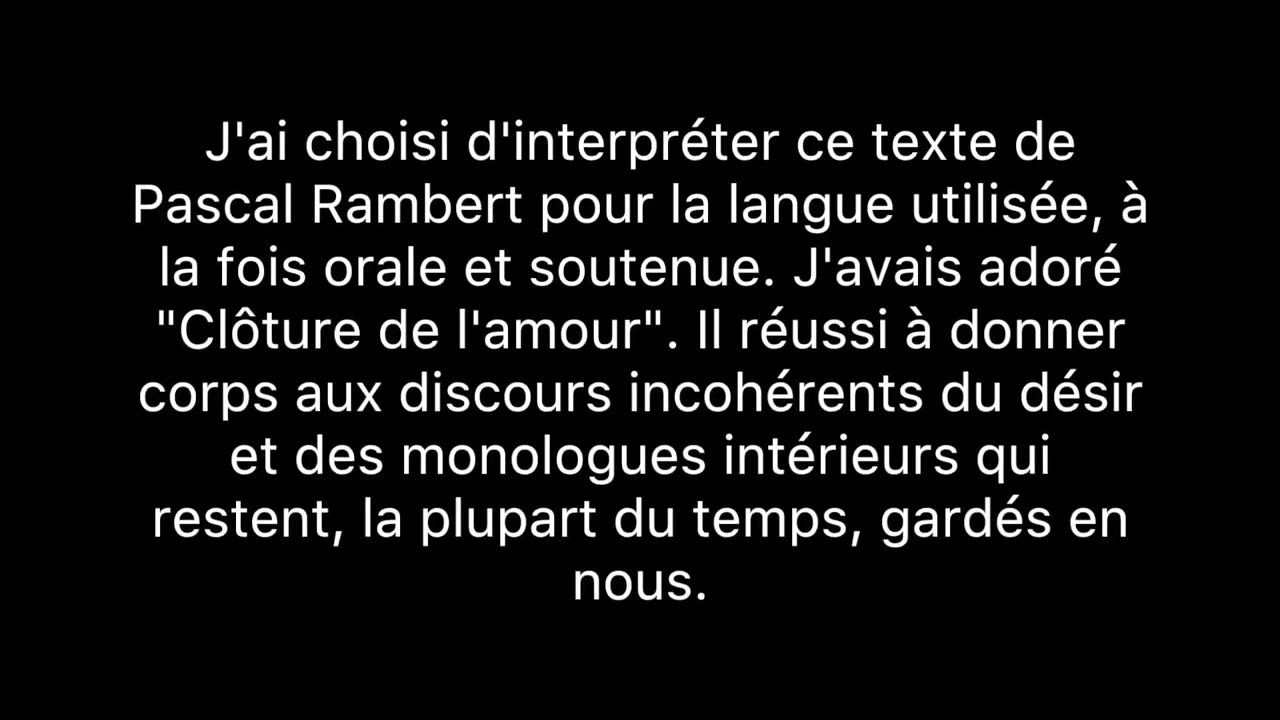 J'ai choisi d'interpréter ce texte de
Pascal Rambert pour la langue utilisée, à
la fois orale et soutenue. J'avais adoré
"Clôture de l'amour". Il réussi à donner
corps aux discours incohérents du désir
et des monologues intérieurs qui
restent, la plupart du temps, gardés en
nous.